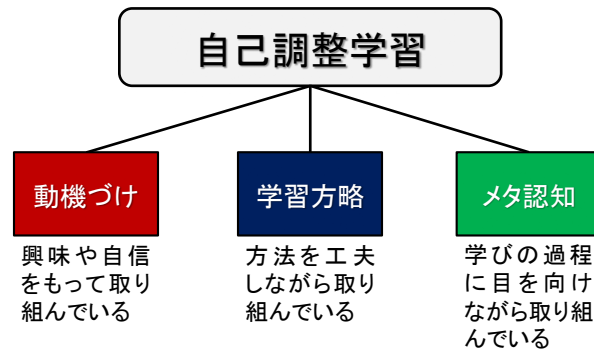 自己調整学習
動機づけ
学習方略
メタ認知
興味や自信
をもって取り
組んでいる
方法を工夫
しながら取り
組んでいる
学びの過程
に目を向け
ながら取り組
んでいる